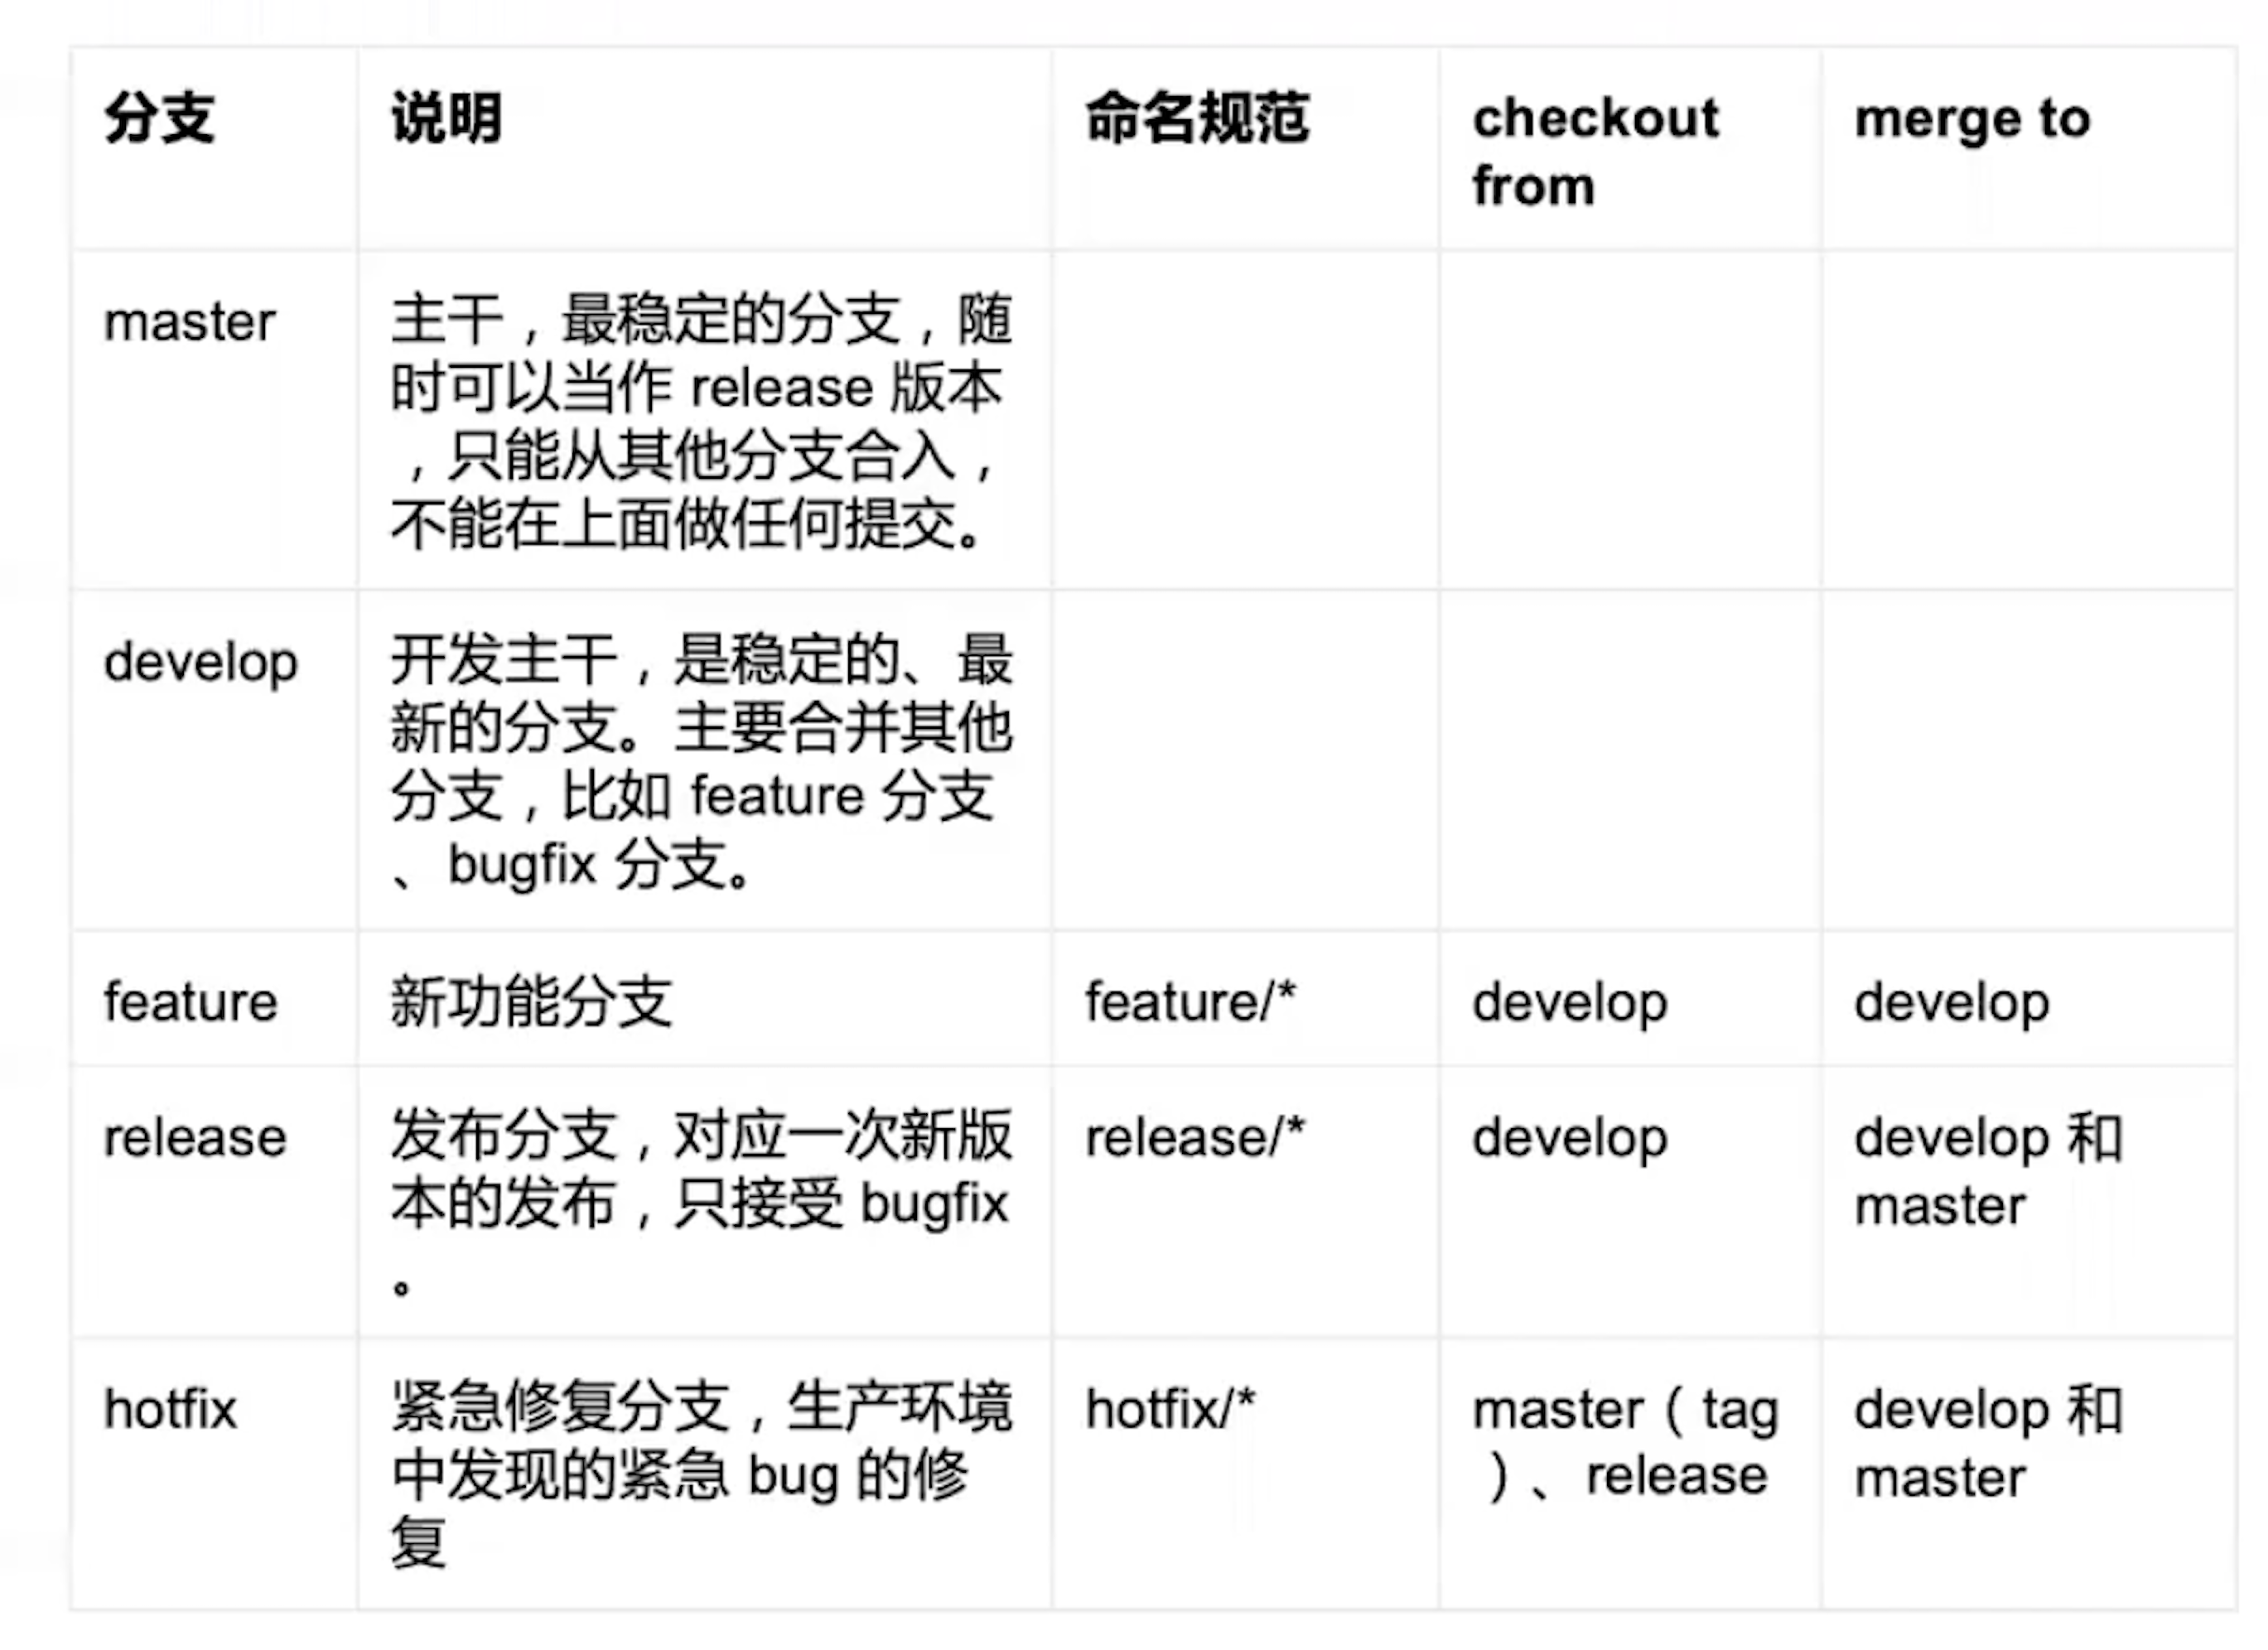 分支 说明 命名规范 checkout
from merge to
master 主干，最稳定的分支，随
时可以当作 release 版本
，只能从其他分支合入，
不能在上面做任何提交。
develop 开发主干，是稳定的、最
新的分支。主要合并其他
分支，比如 feature 分支
、bugfix 分支。
feature 新功能分支 feature/* develop develop
release 发布分支，对应一次新版
本的发布，只接受 bugfix
。
release/* develop develop 和
master
hotfix 紧急修复分支，生产环境
中发现的紧急 bug 的修
复
hotfix/* master（tag
）、release
develop 和
master